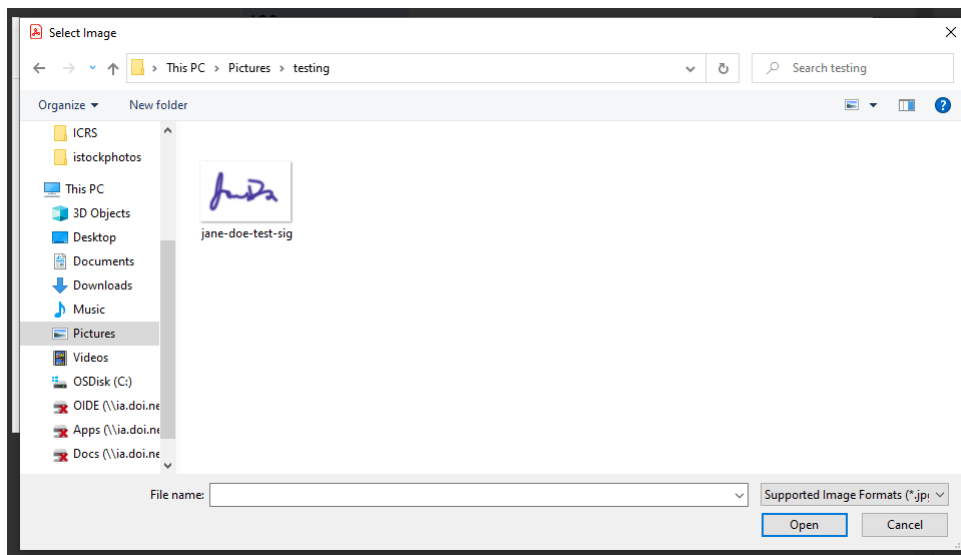 Select Image
This PC > Pictures > testing
Search testing
Organize
New folder
ICRS
istockphotos
This PC
3D Objects
Desktop
Documents
Downloads
Music
Pictures
Videos
OSDisk (C:)
OIDE (\\ia.doi.ne
Apps (\\ia.doi.ne
Docs (\\ia.doi.ne
jane-doe-test-sig
File name:
Supported Image Formats (*.jp
Open
Cancel